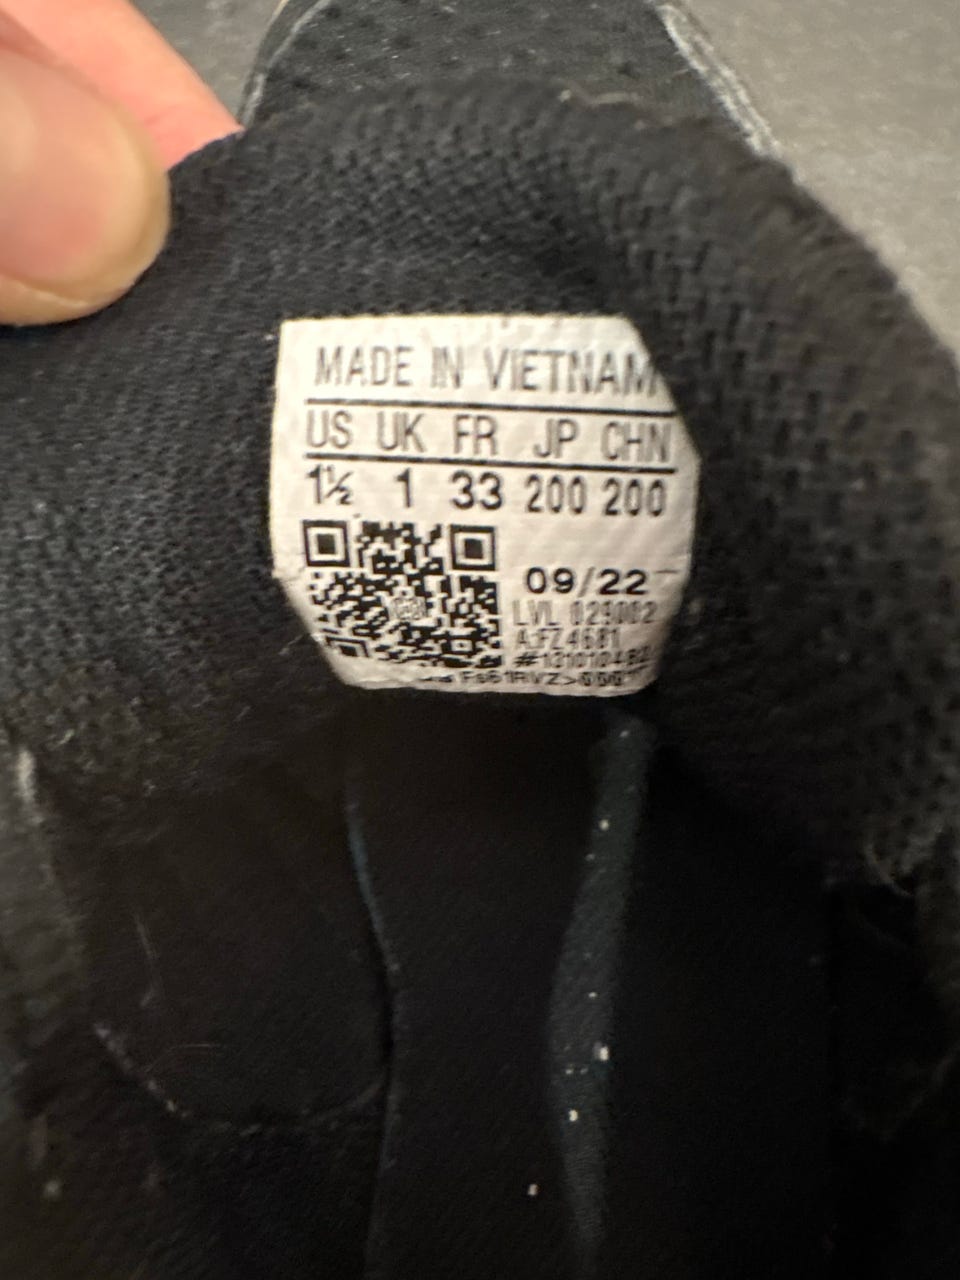 MADE IN VIETNAM
US UK FR JP CHN
1½ 1 33 200 200
09/22
LVL 029002
A:FZ4681